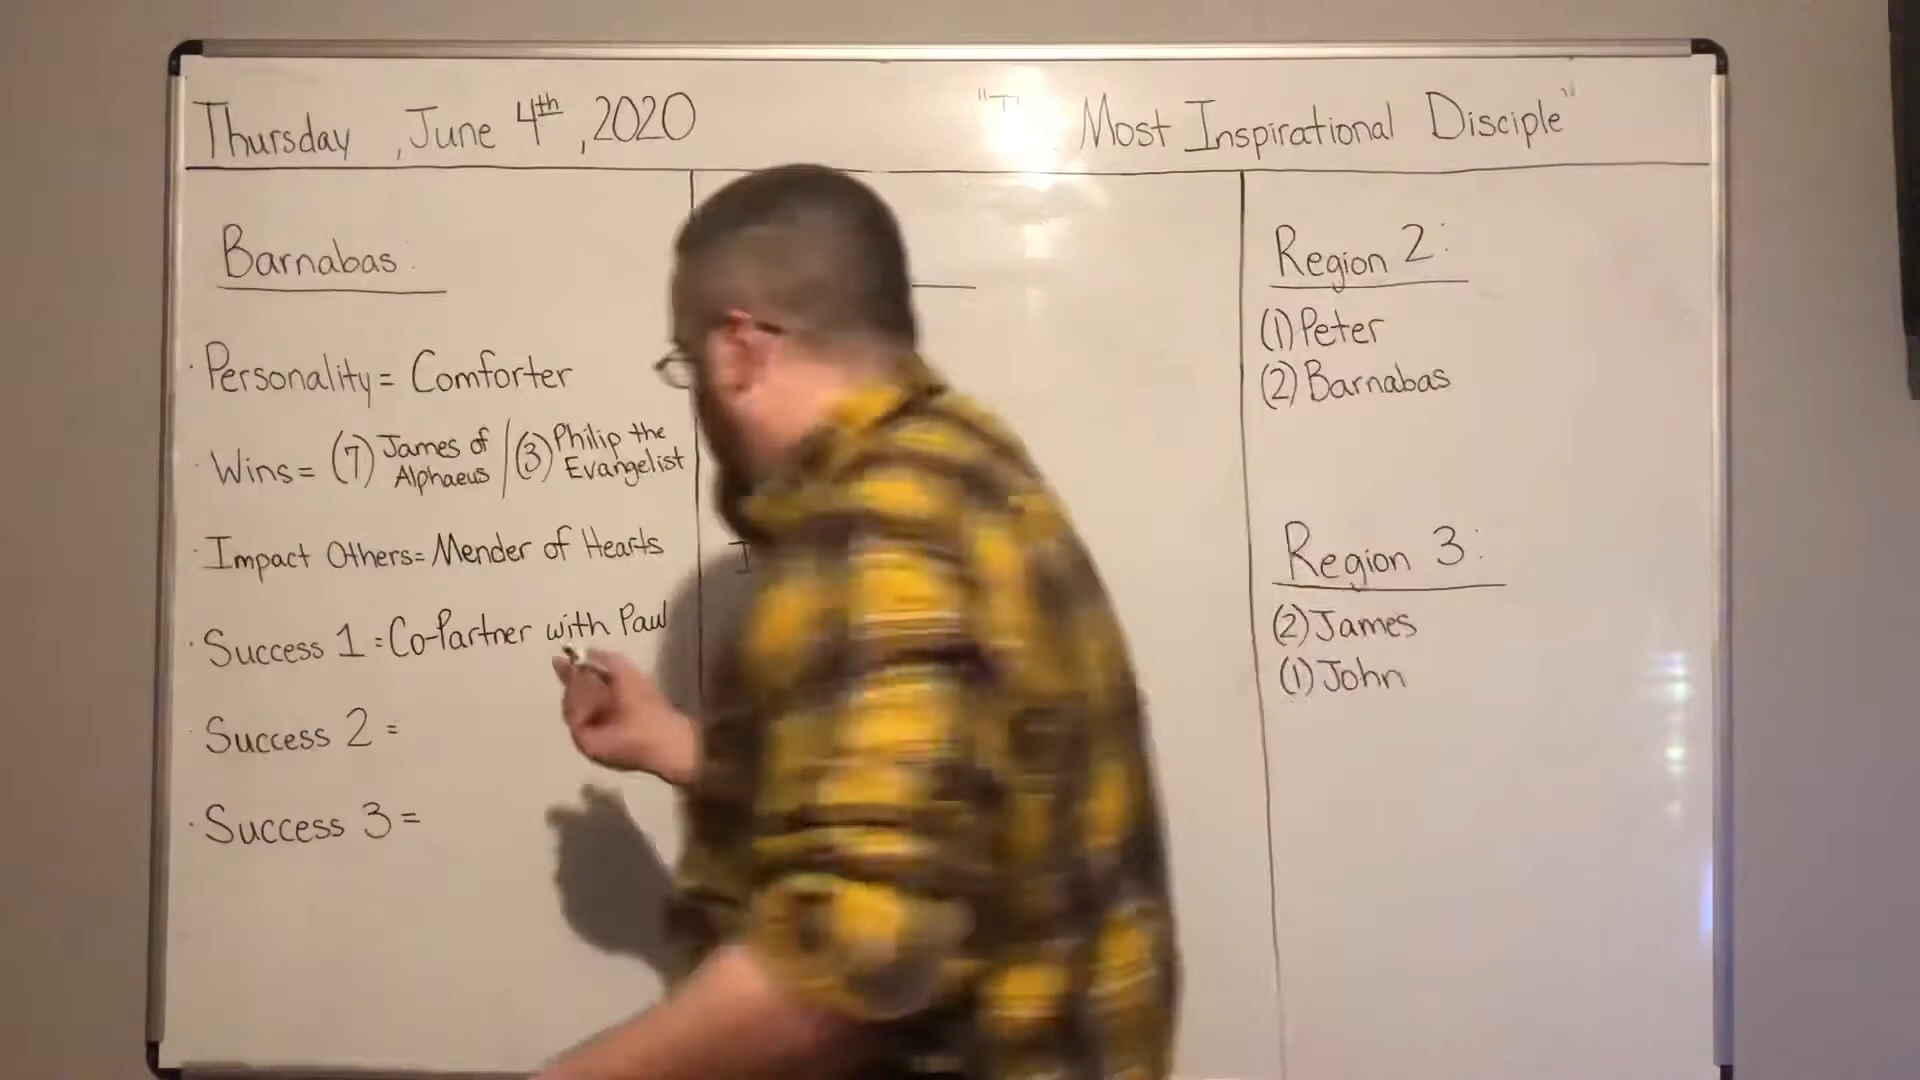 Thursday, June 4th, 2020
"T Most Inspirational Disciple"
Barnabas:
· Personality = Comforter
· Wins = (7) James of Alphaeus / (3) Philip the Evangelist
· Impact Others = Mender of Hearts
· Success 1 = Co-Partner with Paul
· Success 2 =
· Success 3 =
I
Region 2:
(1) Peter
(2) Barnabas
Region 3:
(2) James
(1) John